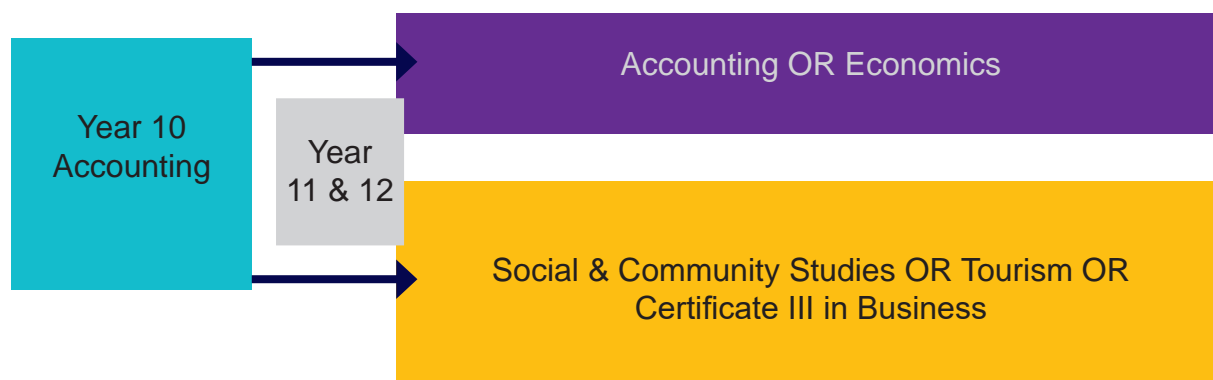 Year 10
Accounting
Year
11 & 12
Accounting OR Economics
Social & Community Studies OR Tourism OR
Certificate III in Business